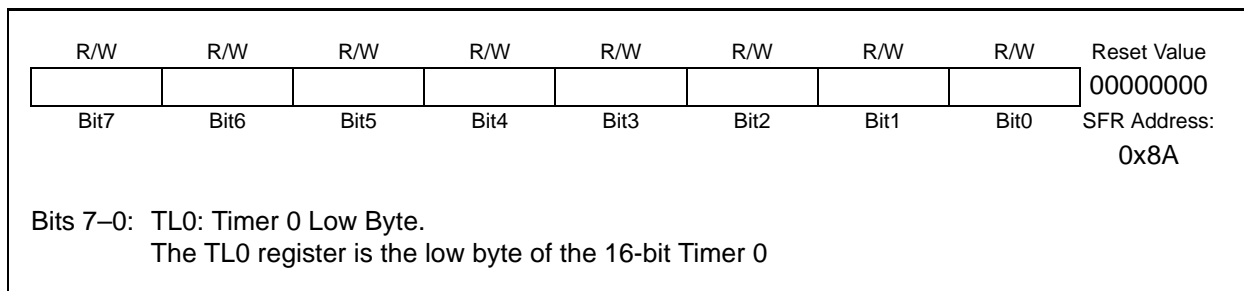 R/W R/W R/W R/W R/W R/W R/W R/W Reset Value
00000000
Bit7 Bit6 Bit5 Bit4 Bit3 Bit2 Bit1 Bit0 SFR Address:
0x8A
Bits 7–0: TL0: Timer 0 Low Byte.
The TL0 register is the low byte of the 16-bit Timer 0